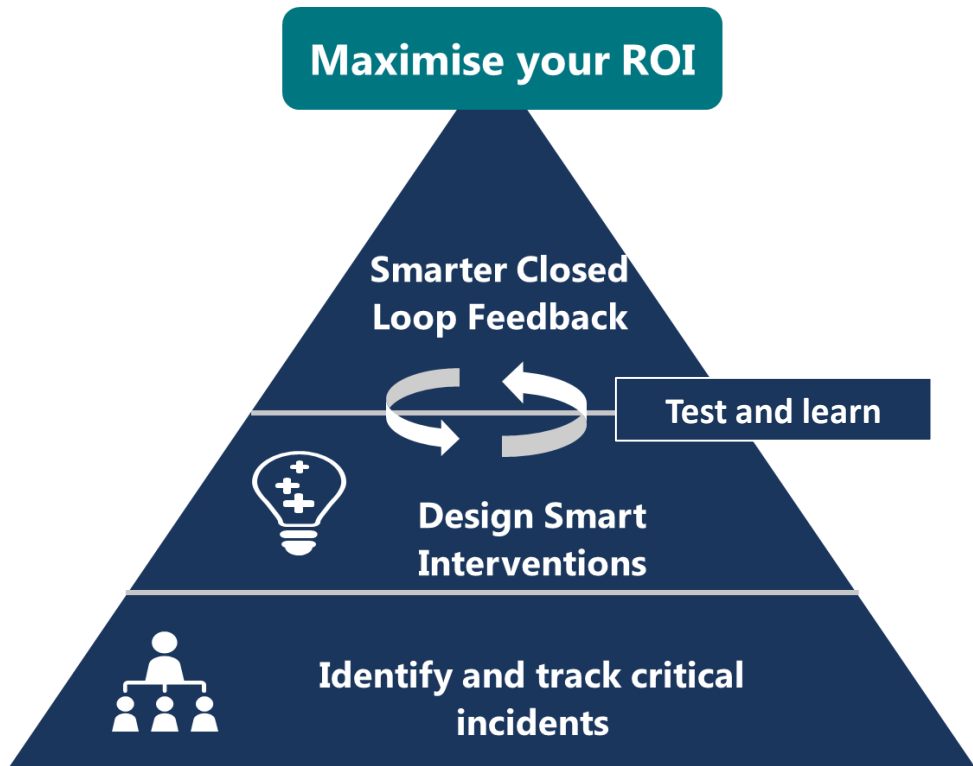 Maximise your ROI
Smarter Closed
Loop Feedback
Test and learn
Design Smart
Interventions
Identify and track critical
incidents